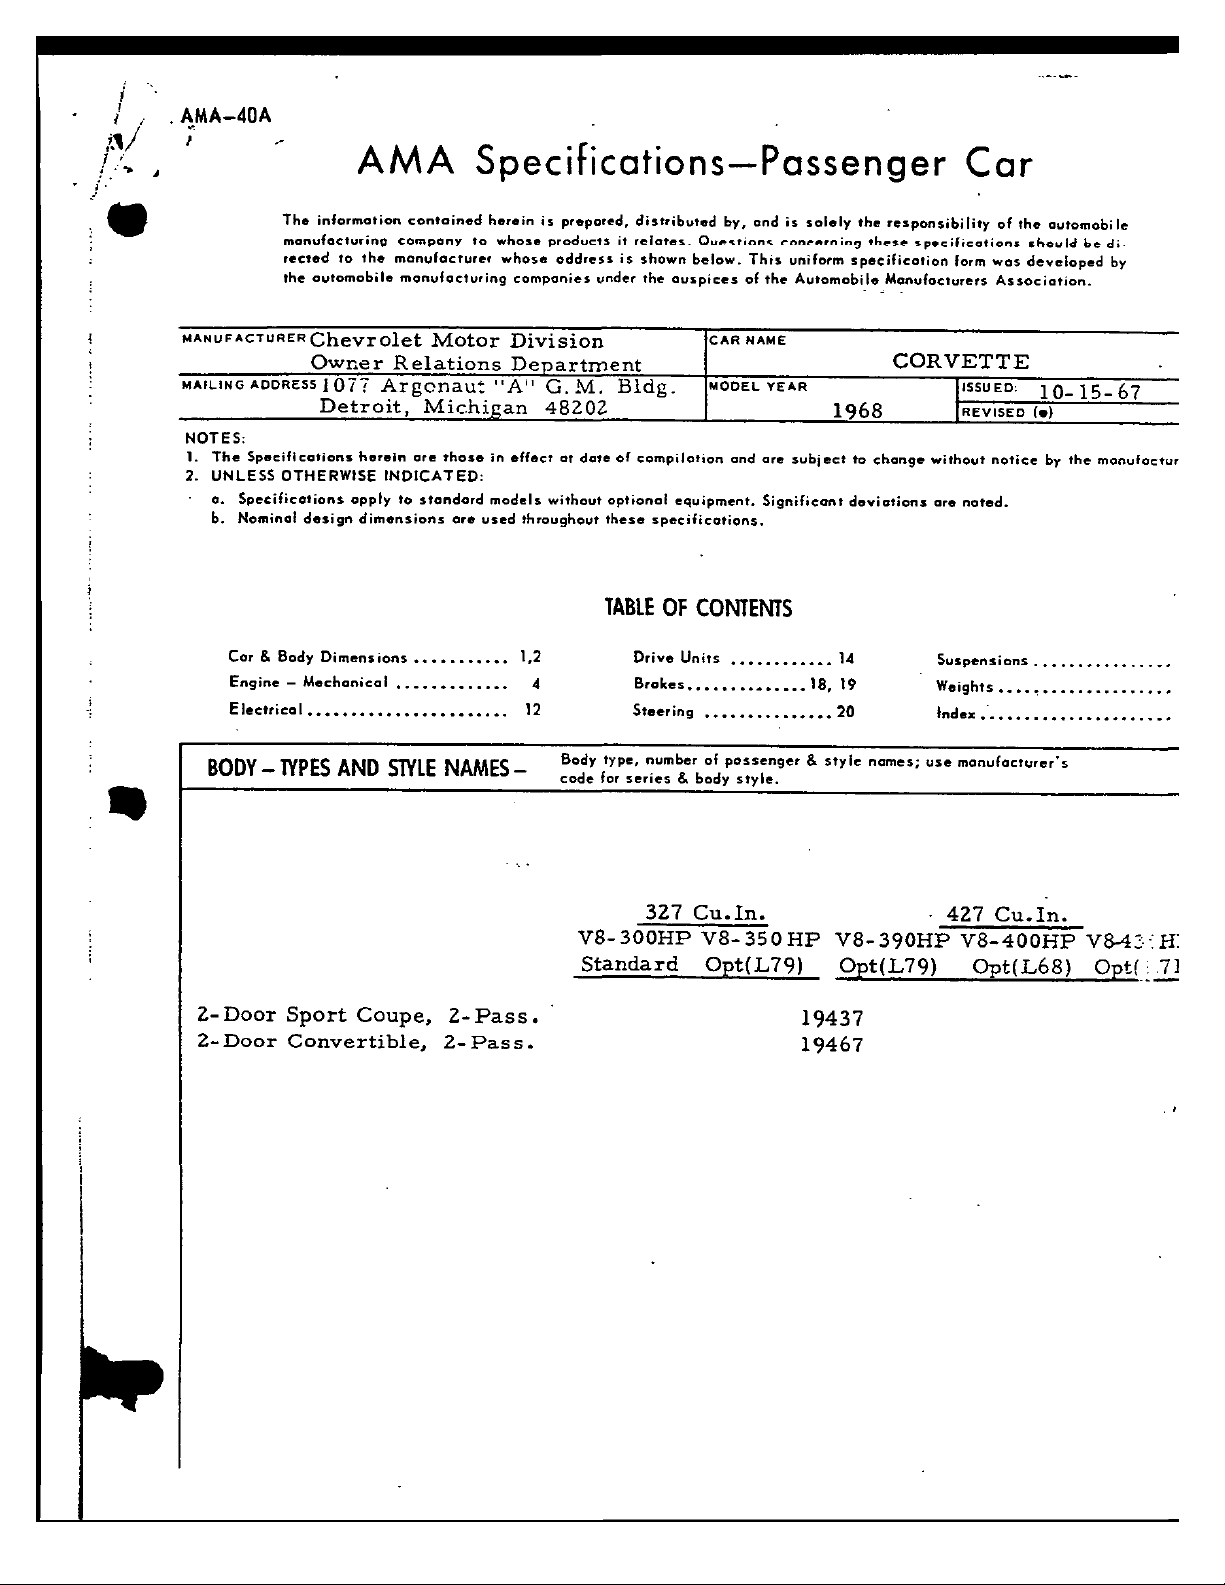 AMA-40A
AMA Specifications—Passenger Car
The information contained herein is prepared, distributed by, and is solely the responsibility of the automobile
manufacturing company to whose products it relates. Questions concerning these specifications should be di-
rected to the manufacturer whose address is shown below. This uniform specification form was developed by
the automobile manufacturing companies under the auspices of the Automobile Manufacturers Association.
MANUFACTURER Chevrolet Motor Division
Owner Relations Department
CAR NAME
CORVETTE
MAILING ADDRESS 1077 Argonaut "A" G.M. Bldg.
Detroit, Michigan 48202
MODEL YEAR
1968
ISSUED: 10-15-67
REVISED (●)
NOTES:
1. The Specifications herein are those in effect at date of compilation and are subject to change without notice by the manufactur
2. UNLESS OTHERWISE INDICATED:
a. Specifications apply to standard models without optional equipment. Significant deviations are noted.
b. Nominal design dimensions are used throughout these specifications.
TABLE OF CONTENTS
Car & Body Dimensions ........... 1,2
Engine – Mechanical ............. 4
Electrical ....................... 12
Drive Units ............ 14
Brakes.............. 18, 19
Steering ............... 20
Suspensions ................
Weights ....................
Index ......................
BODY – TYPES AND STYLE NAMES –
Body type, number of passenger & style names; use manufacturer's
code for series & body style.
327 Cu.In. 427 Cu.In.
V8-300HP V8-350HP V8-390HP V8-400HP
Standard Opt(L79) Opt(L79) Opt(L68)
2-Door Sport Coupe, 2-Pass. 19437
2-Door Convertible, 2-Pass. 19467